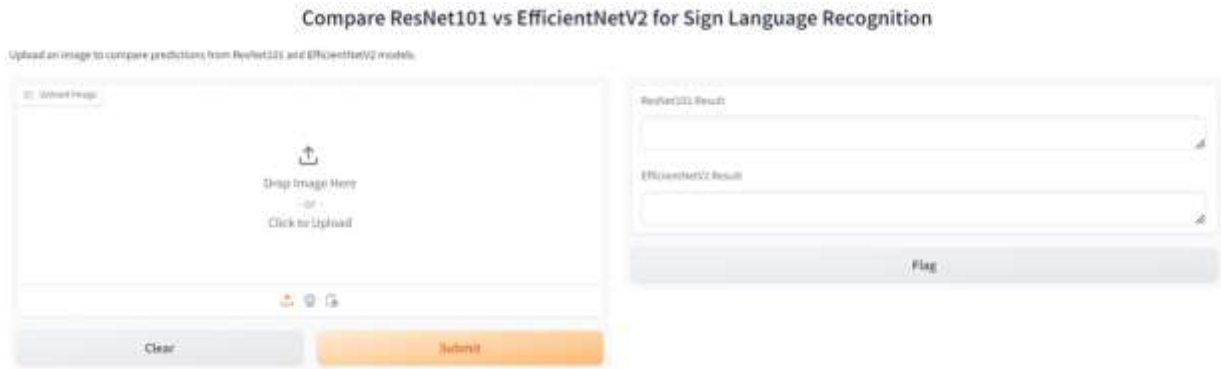 Compare ResNet101 vs EfficientNetV2 for Sign Language Recognition
Upload an image to compare predictions from ResNet101 and EfficientNetV2 models.
Upload Image
Drop Image Here
- or -
Click to Upload
Clear
Submit
ResNet101 Result
EfficientNetV2 Result
Flag